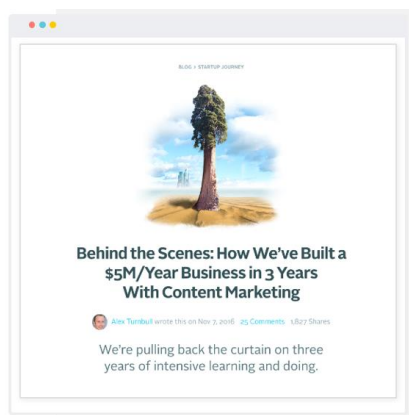 BLOG > STARTUP JOURNEY
Behind the Scenes: How We've Built a
$5M/Year Business in 3 Years
With Content Marketing
Alex Turnbull wrote this on Nov 7, 2016 25 Comments 1,827 Shares
We're pulling back the curtain on three
years of intensive learning and doing.